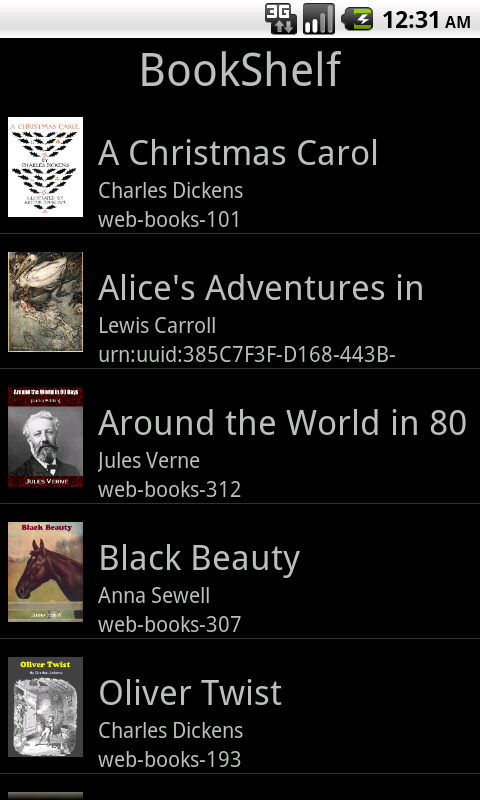 3G
12:31 AM
BookShelf
A CHRISTMAS CAROL
BY
CHARLES DICKENS
ILLUSTRATED BY
ARTHUR RACKHAM
A Christmas Carol
Charles Dickens
web-books-101
Alice's Adventures in
Lewis Carroll
urn:uuid:385C7F3F-D168-443B-
Around the World in 80 Days
JULES VERNE
Around the World in 80
Jules Verne
web-books-312
Black Beauty
Anna Sewell
Black Beauty
Anna Sewell
web-books-307
Oliver Twist
By Charles Dickens
Oliver Twist
Charles Dickens
web-books-193